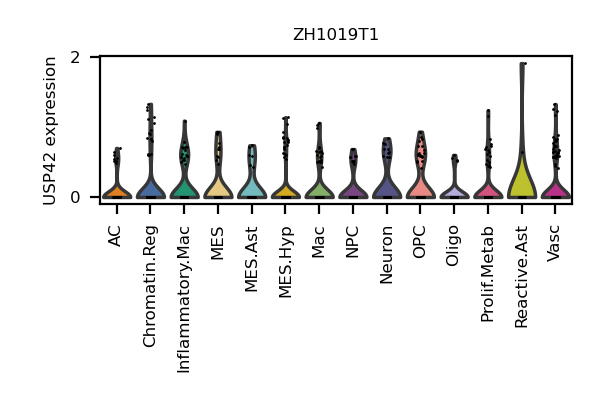 ZH1019T1
USP42 expression
2
0
AC
Chromatin.Reg
Inflammatory.Mac
MES
MES.Ast
MES.Hyp
Mac
NPC
Neuron
OPC
Oligo
Prolif.Metab
Reactive.Ast
Vasc